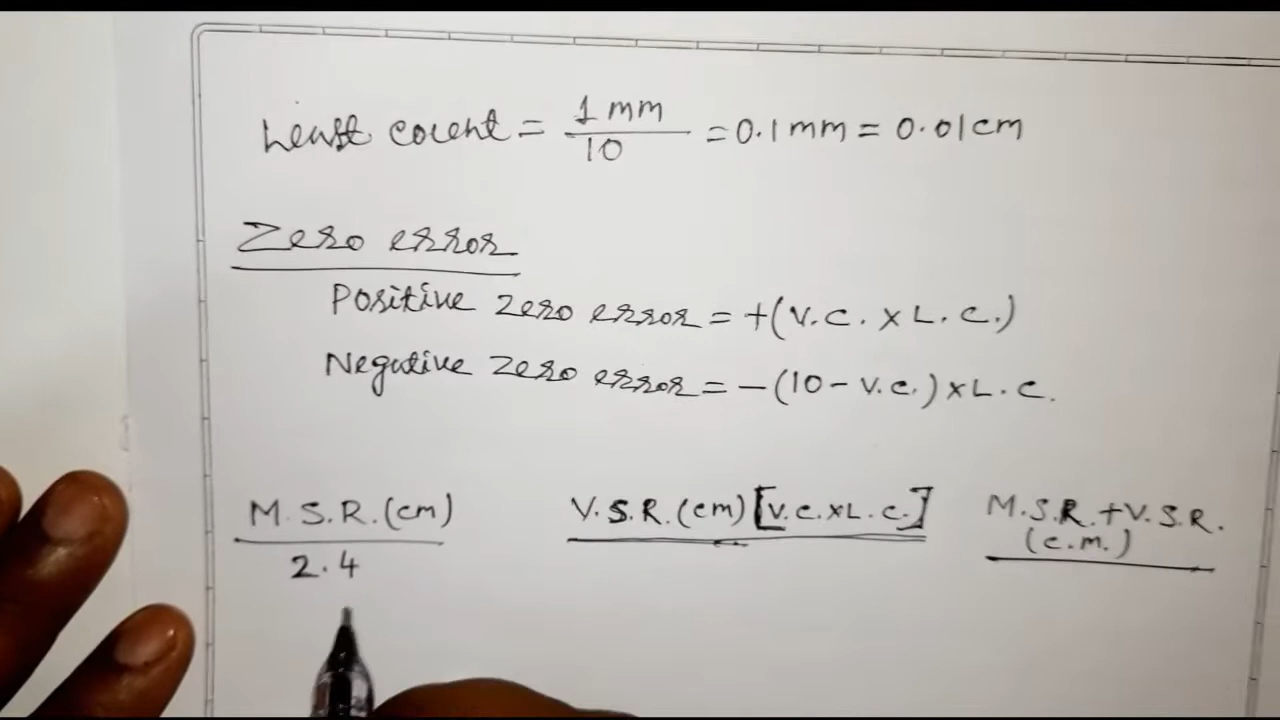 Least count = 1 mm / 10 = 0.1 mm = 0.01 cm
Zero error
Positive zero error = +(V.C. x L.C.)
Negative zero error = -(10 - V.C.) x L.C.
M.S.R.(cm) V.S.R.(cm)[V.C.xL.C.] M.S.R.+V.S.R.
(c.m.)
2.4